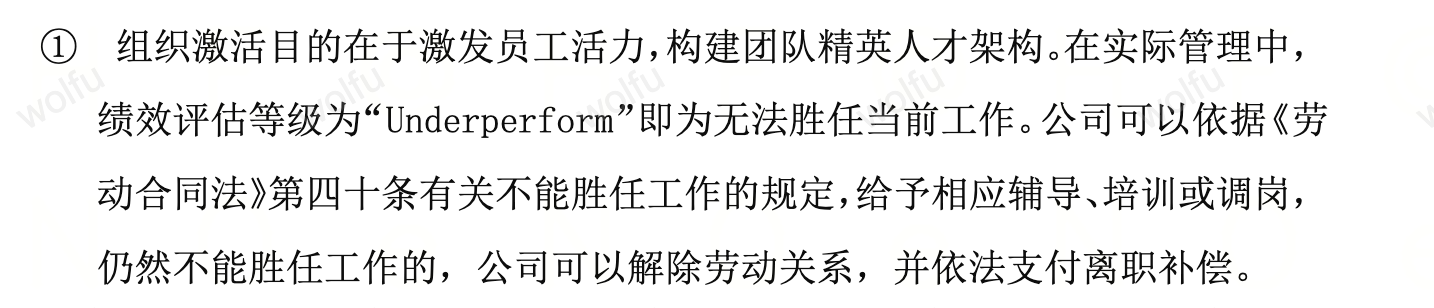 ① 组织激活目的在于激发员工活力,构建团队精英人才架构。在实际管理中,
绩效评估等级为“Underperform”即为无法胜任当前工作。公司可以依据《劳
动合同法》第四十条有关不能胜任工作的规定,给予相应辅导、培训或调岗,
仍然不能胜任工作的，公司可以解除劳动关系，并依法支付离职补偿。
wolfu wolfu wolfu wolfu wolfu